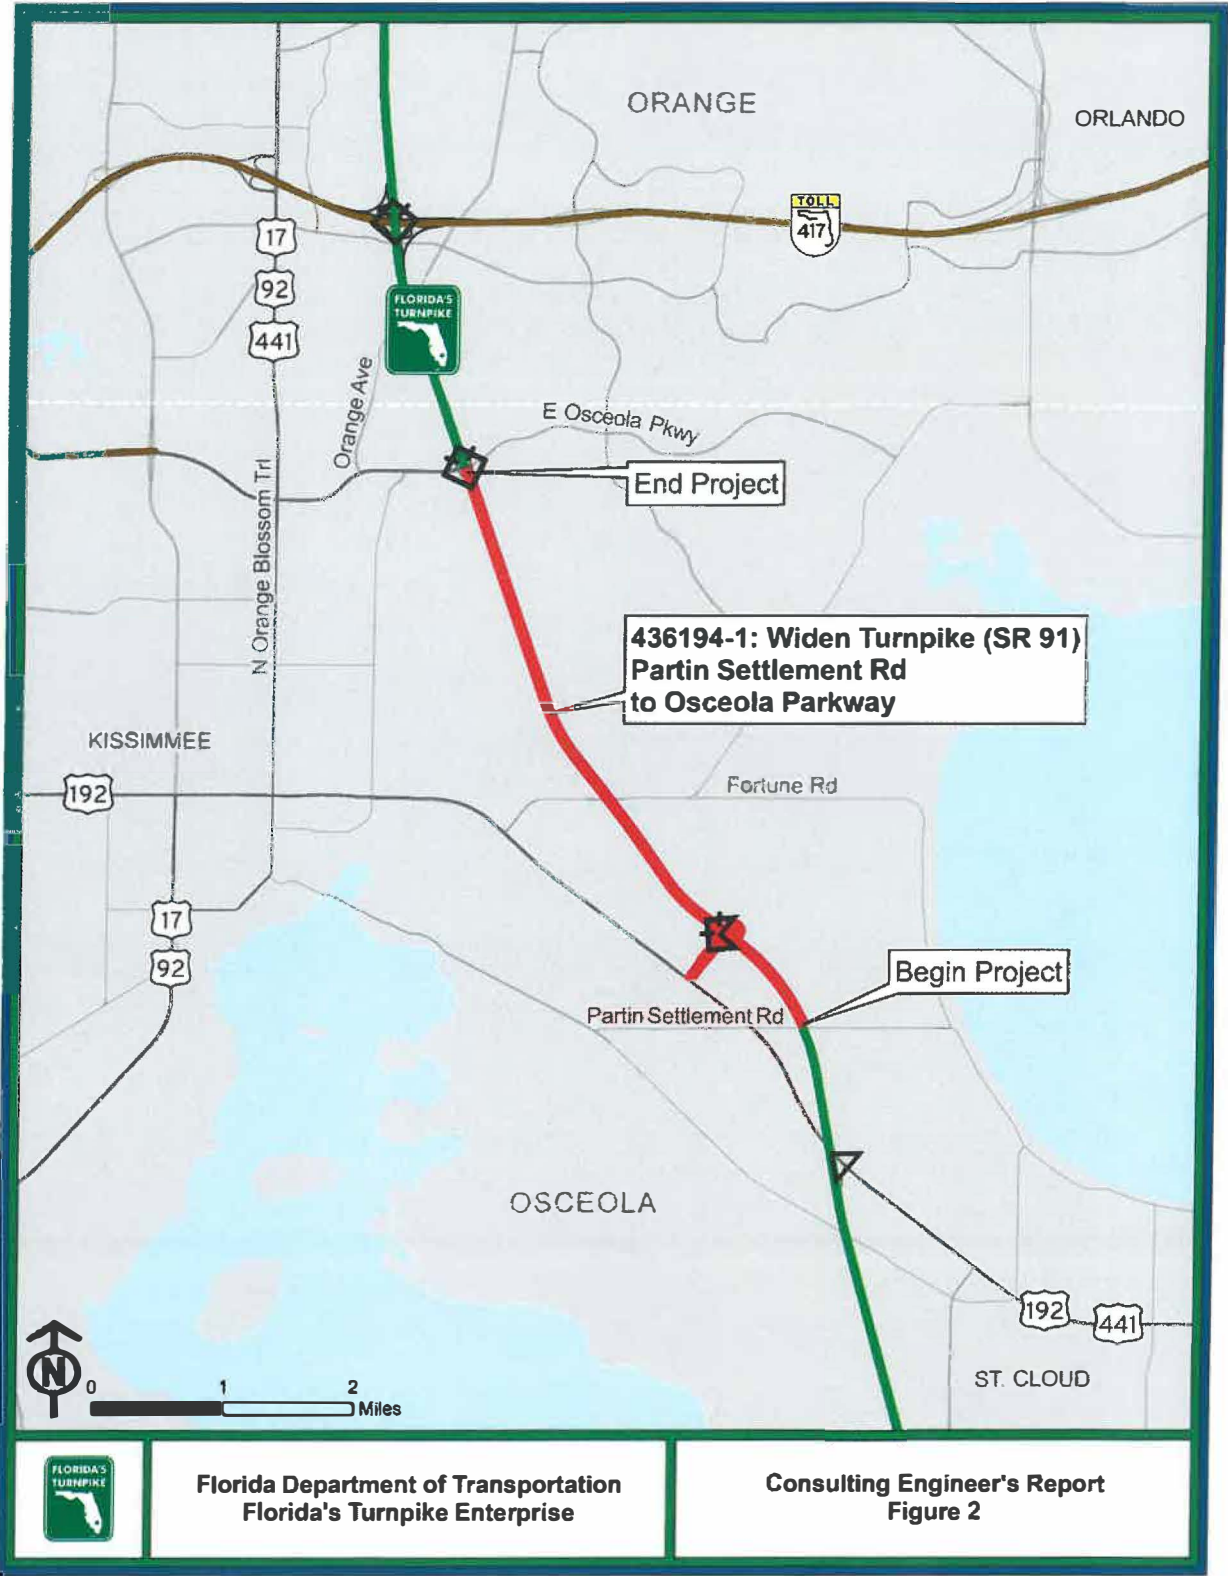 ORANGE
ORLANDO
TOLL
417
17
92
441
FLORIDA'S
TURNPIKE
Orange Ave
E Osceola Pkwy
End Project
N Orange Blossom Trl
436194-1: Widen Turnpike (SR 91)
Partin Settlement Rd
to Osceola Parkway
KISSIMMEE
192
Fortune Rd
17
92
Begin Project
Partin Settlement Rd
OSCEOLA
192
441
ST. CLOUD
N
0 1 2
Miles
FLORIDA'S
TURNPIKE
Florida Department of Transportation
Florida's Turnpike Enterprise
Consulting Engineer's Report
Figure 2